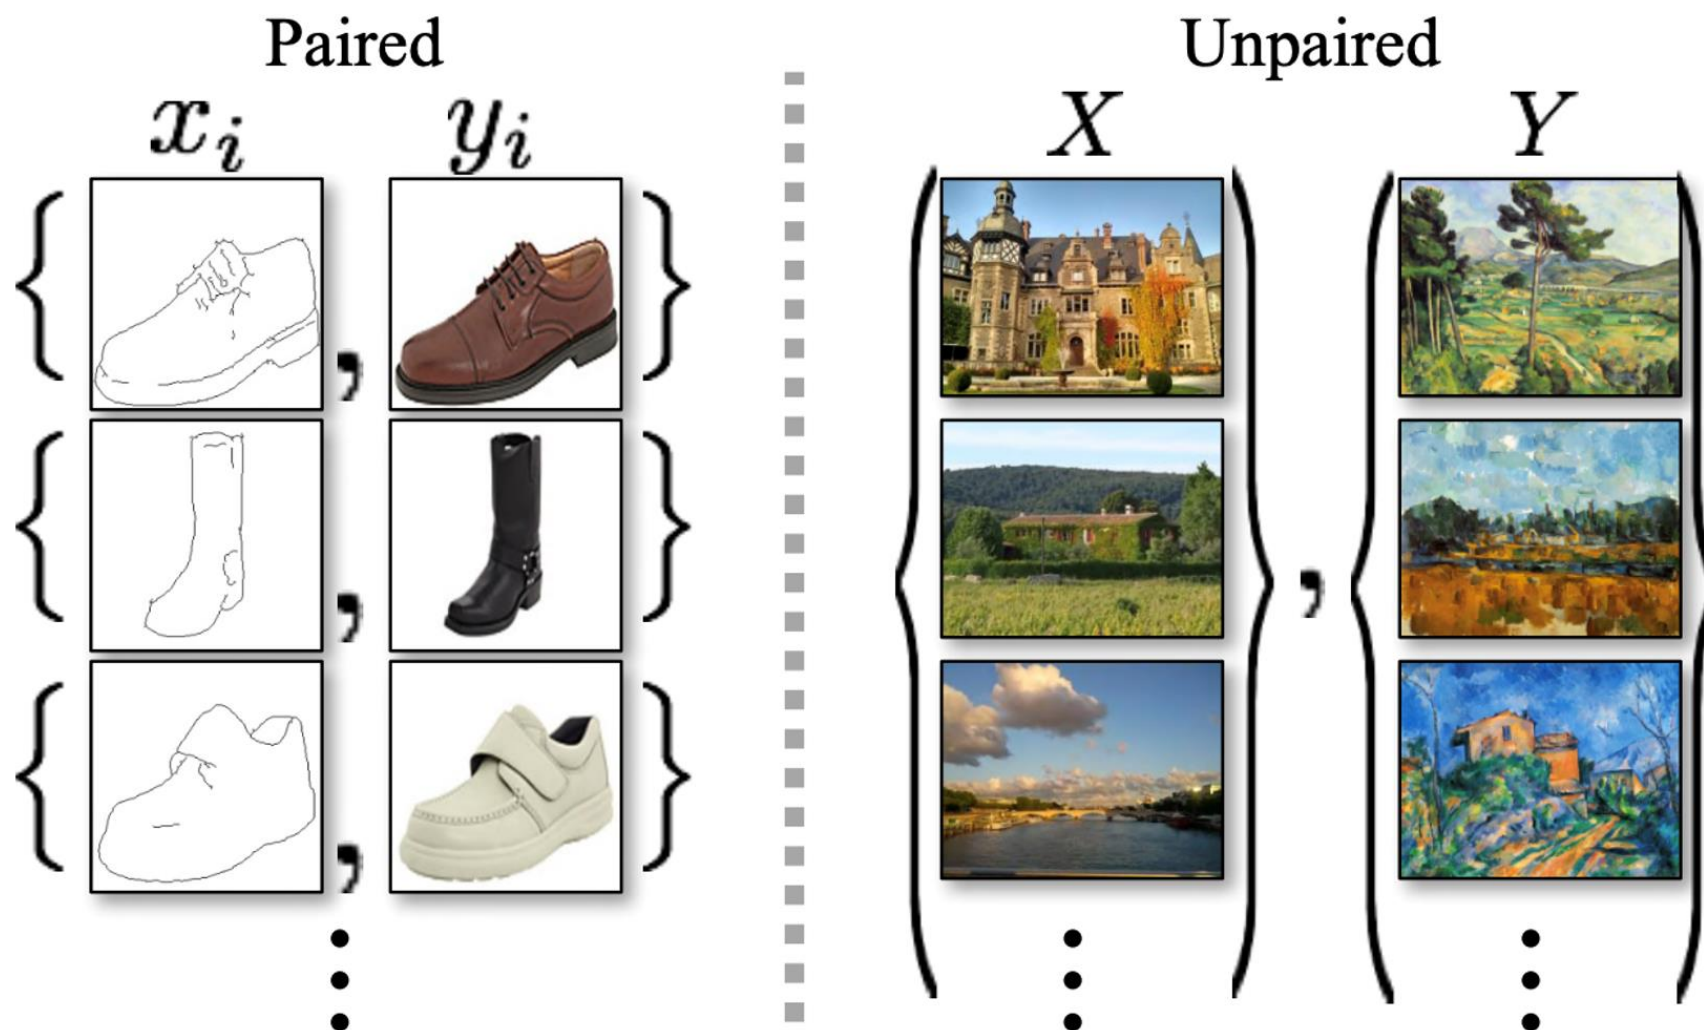 Paired
Unpaired
x_i
y_i
X
Y
{ , }
{ , }
{ , }
{ } , { }
⋮
⋮
⋮